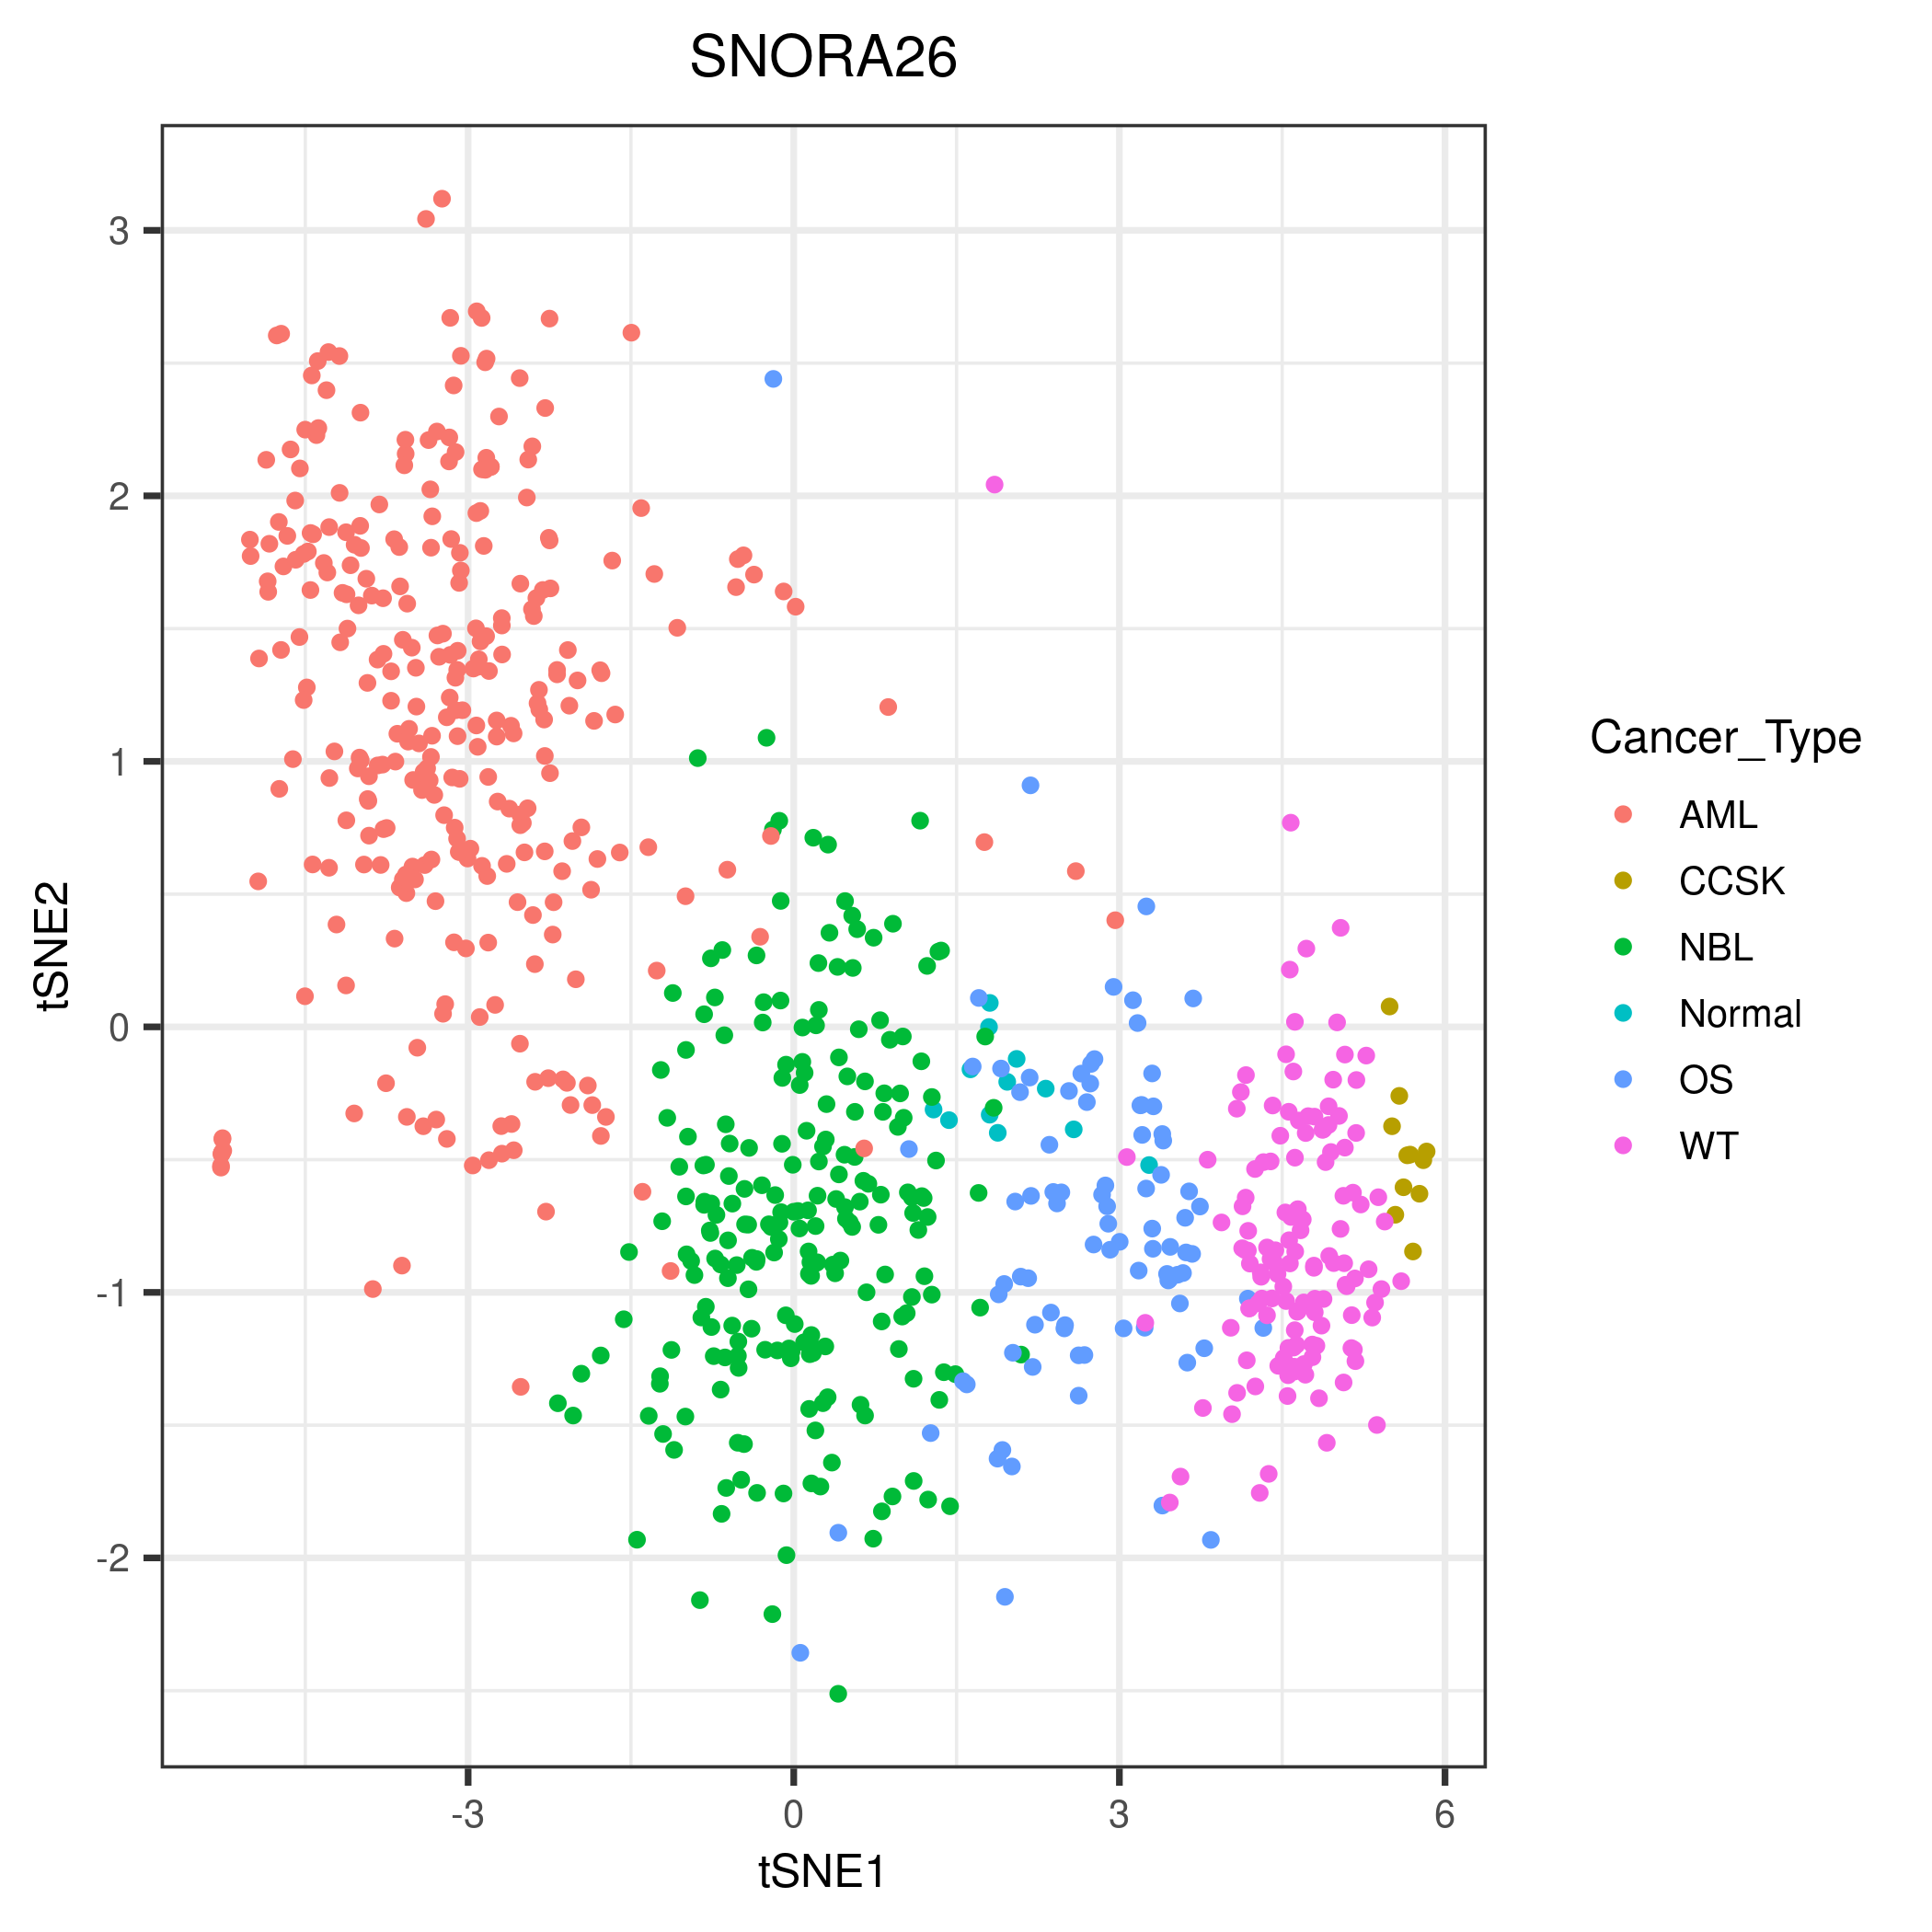 SNORA26
3
2
1
0
-1
-2
tSNE2
-3
0
3
6
tSNE1
Cancer_Type
AML
CCSK
NBL
Normal
OS
WT